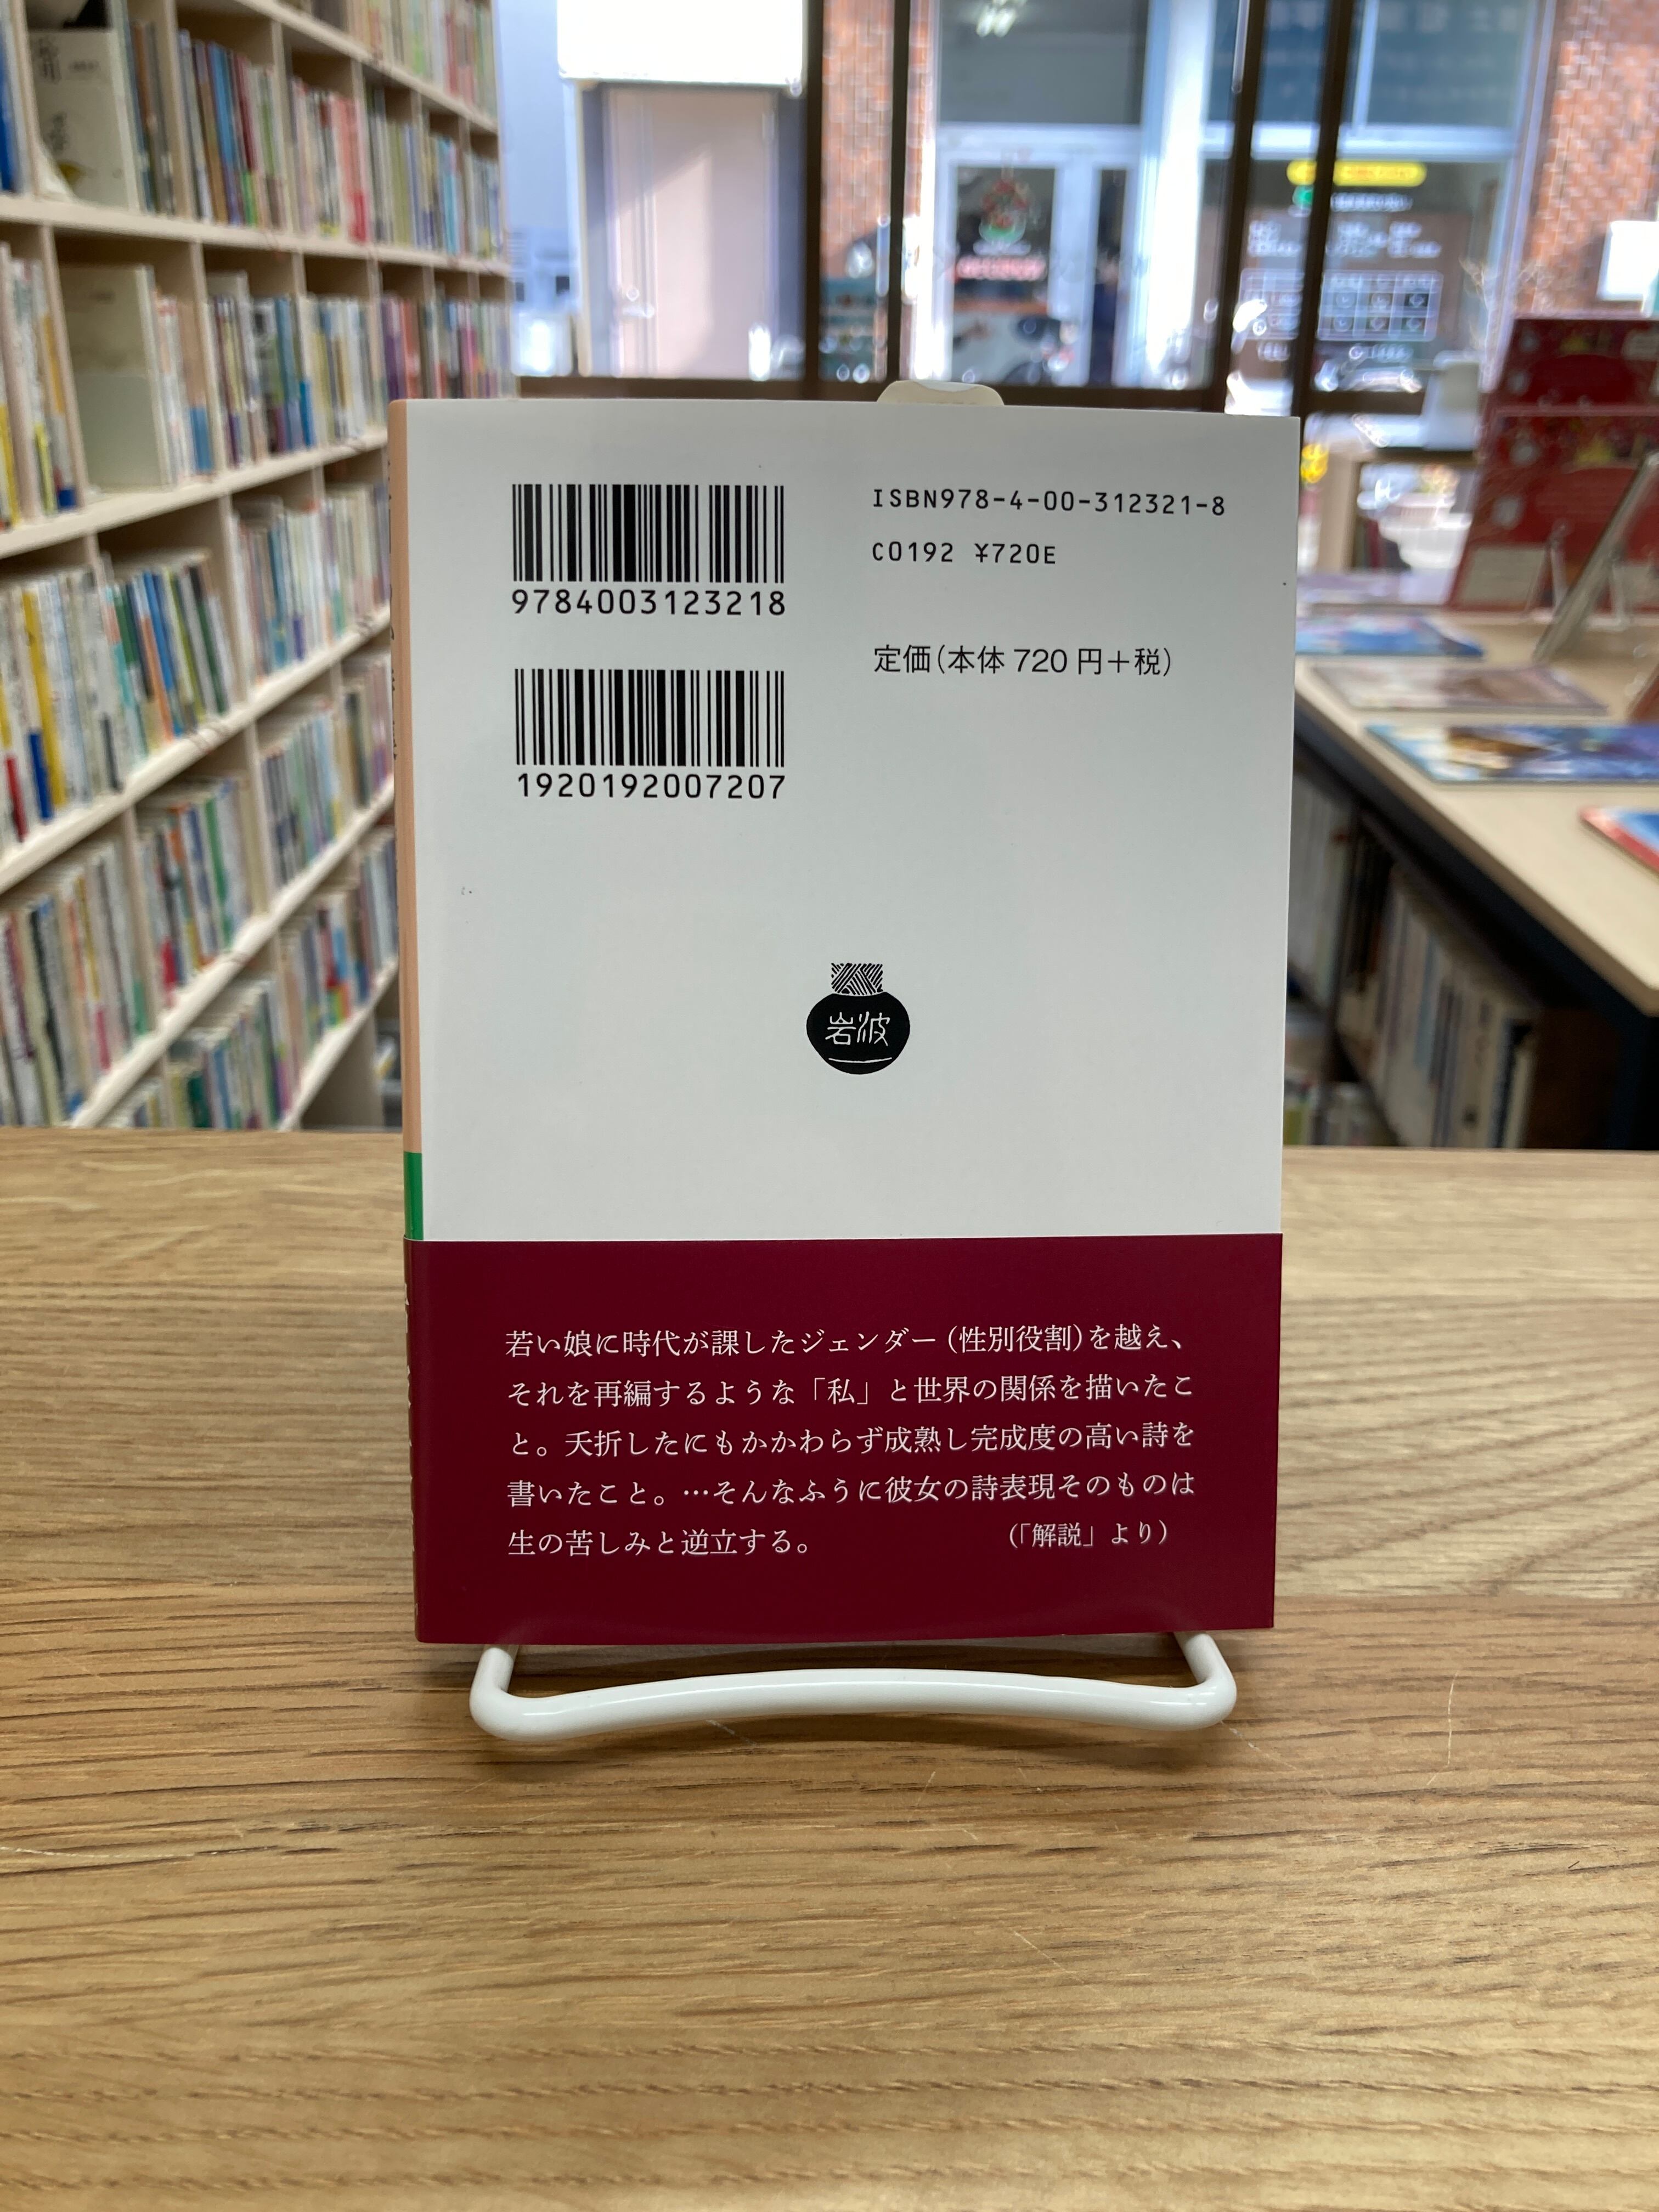 ISBN978-4-00-312321-8
C0192 ¥720E
9784003123218
定価(本体 720 円+税)
1920192007207
岩波
若い娘に時代が課したジェンダー(性別役割)を越え、
それを再編するような「私」と世界の関係を描いたこ
と。夭折したにもかかわらず成熟し完成度の高い詩を
書いたこと。…そんなふうに彼女の詩表現そのものは
生の苦しみと逆立する。
(「解説」より)